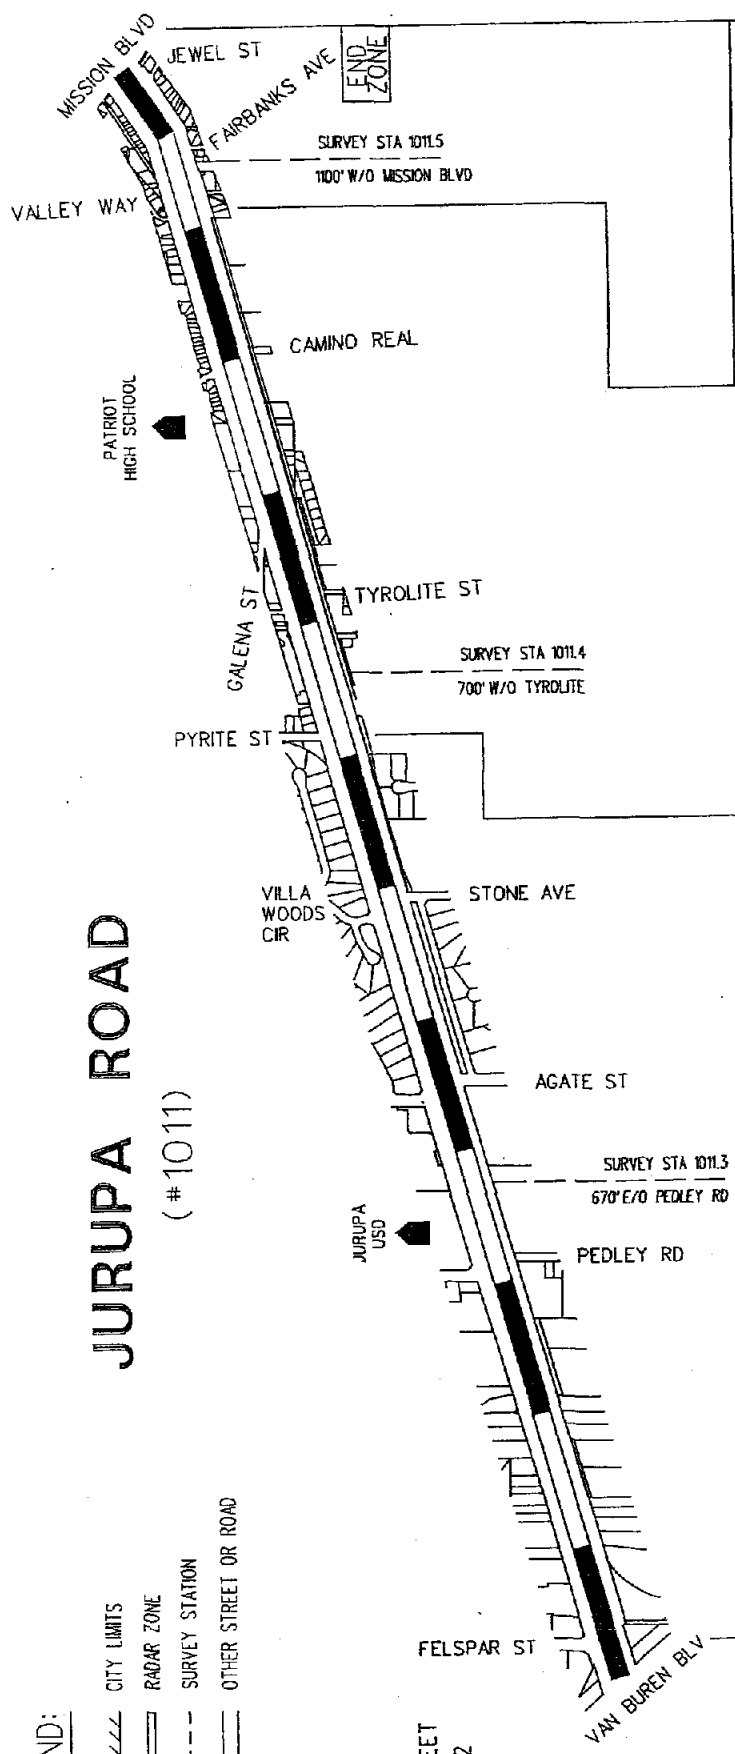 MISSION BLVD
JEWEL ST
FAIRBANKS AVE
END
ZONE
SURVEY STA 1011.5
1100' W/O MISSION BLVD
VALLEY WAY
CAMINO REAL
PATRIOT
HIGH SCHOOL
GALENA ST
TYROLITE ST
SURVEY STA 1011.4
700' W/O TYROLITE
PYRITE ST
VILLA
WOODS
CIR
STONE AVE
JURUPA ROAD
(#1011)
AGATE ST
SURVEY STA 1011.3
670' E/O PEDLEY RD
JURUPA
USD
PEDLEY RD
ND:
CITY LIMITS
RADAR ZONE
SURVEY STATION
OTHER STREET OR ROAD
FELSPAR ST
EET
2
VAN BUREN BLV